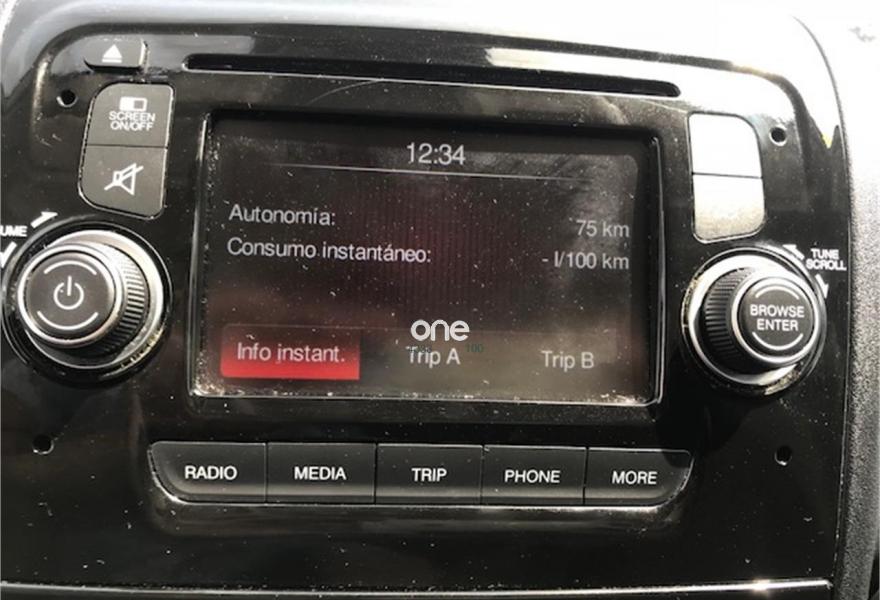 SCREEN
ON/OFF
UME
12:34
Autonomía: 75 km
Consumo instantáneo: - l/100 km
one
100
Info instant. Trip A Trip B
TUNE
SCROLL
BROWSE
ENTER
RADIO MEDIA TRIP PHONE MORE